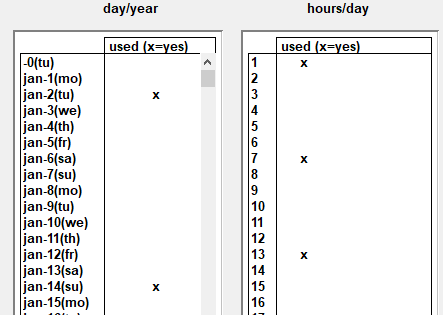 day/year
used (x=yes)
-0(tu)
jan-1(mo)
jan-2(tu) x
jan-3(we)
jan-4(th)
jan-5(fr)
jan-6(sa)
jan-7(su)
jan-8(mo)
jan-9(tu)
jan-10(we)
jan-11(th)
jan-12(fr)
jan-13(sa)
jan-14(su) x
jan-15(mo)
hours/day
used (x=yes)
1 x
2
3
4
5
6
7 x
8
9
10
11
12
13 x
14
15
16